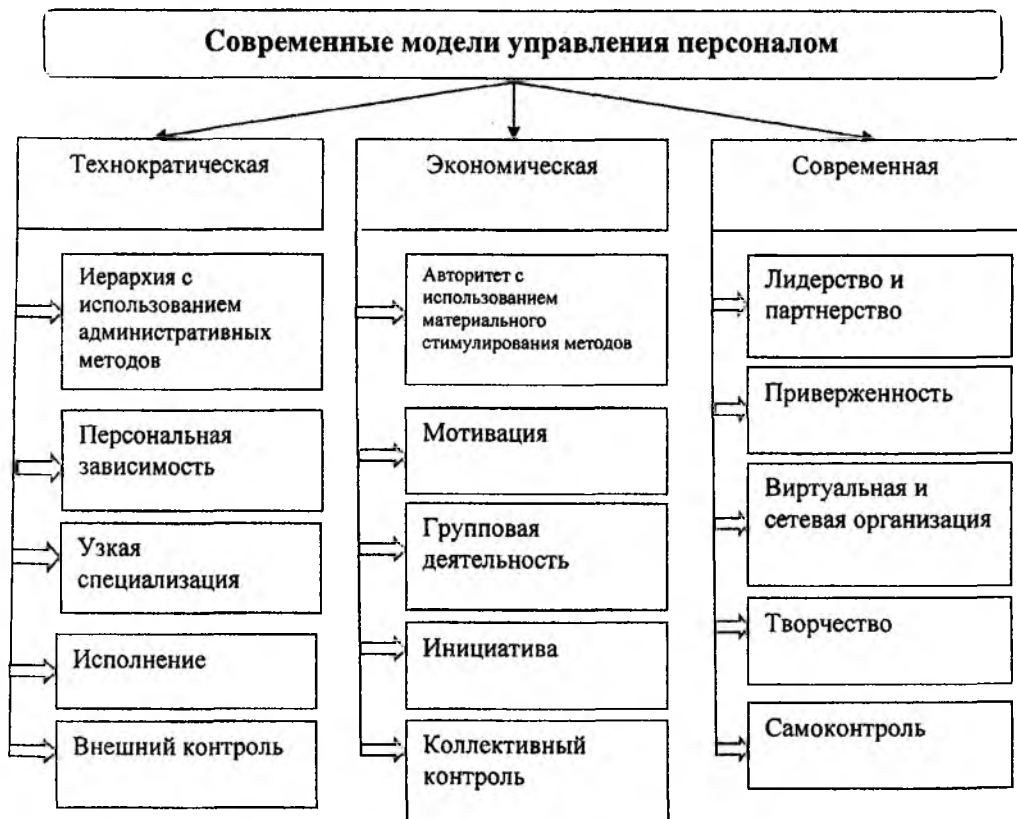 Современные модели управления персоналом
Технократическая
Иерархия с
использованием
административных
методов
Персональная
зависимость
Узкая
специализация
Исполнение
Внешний контроль
Экономическая
Авторитет с
использованием
материального
стимулирования методов
Мотивация
Групповая
деятельность
Инициатива
Коллективный
контроль
Современная
Лидерство и
партнерство
Приверженность
Виртуальная и
сетевая организация
Творчество
Самоконтроль